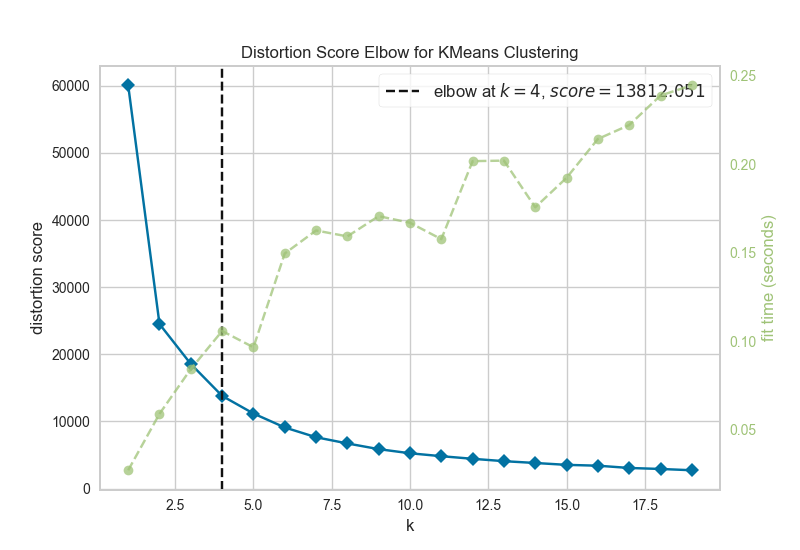 Distortion Score Elbow for KMeans Clustering
elbow at k = 4, score = 13812.051
distortion score
60000
50000
40000
30000
20000
10000
0
0.25
0.20
0.15
0.10
0.05
fit time (seconds)
2.5 5.0 7.5 10.0 12.5 15.0 17.5
k